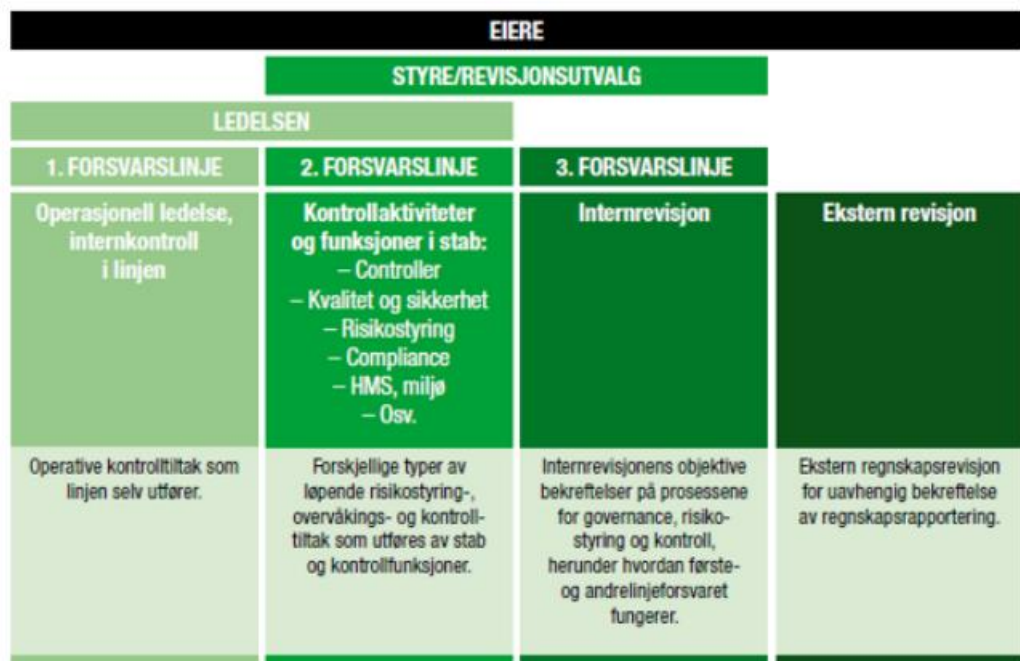 EIERE
STYRE/REVISJONSUTVALG
LEDELSEN
1. FORSVARSLINJE
2. FORSVARSLINJE
3. FORSVARSLINJE
Operasjonell ledelse,
internkontroll
i linjen
Kontrollaktiviteter
og funksjoner i stab:
– Controller
– Kvalitet og sikkerhet
– Risikostyring
– Compliance
– HMS, miljø
– Osv.
Internrevisjon
Ekstern revisjon
Operative kontrolltiltak som
linjen selv utfører.
Forskjellige typer av
løpende risikostyring-,
overvåkings- og kontroll-
tiltak som utføres av stab
og kontrollfunksjoner.
Internrevisjonens objektive
bekreftelser på prosessene
for governance, risiko-
styring og kontroll,
herunder hvordan første-
og andrelinjeforsvaret
fungerer.
Ekstern regnskapsrevisjon
for uavhengig bekreftelse
av regnskapsrapportering.